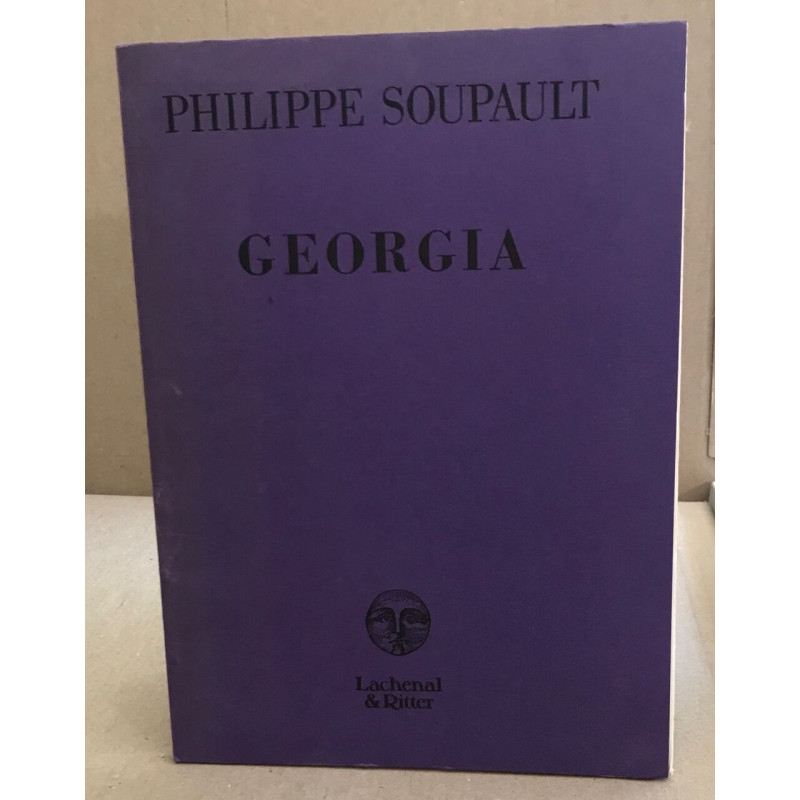 PHILIPPE SOUPAULT
GEORGIA
Lachenal
& Ritter